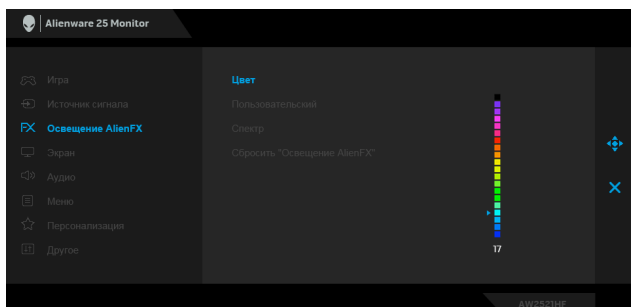 Alienware 25 Monitor
Игра
Источник сигнала
FX Освещение AlienFX
Экран
Аудио
Меню
Персонализация
Другое
Цвет
Пользовательский
Спектр
Сбросить "Освещение AlienFX"
17
AW2521HF